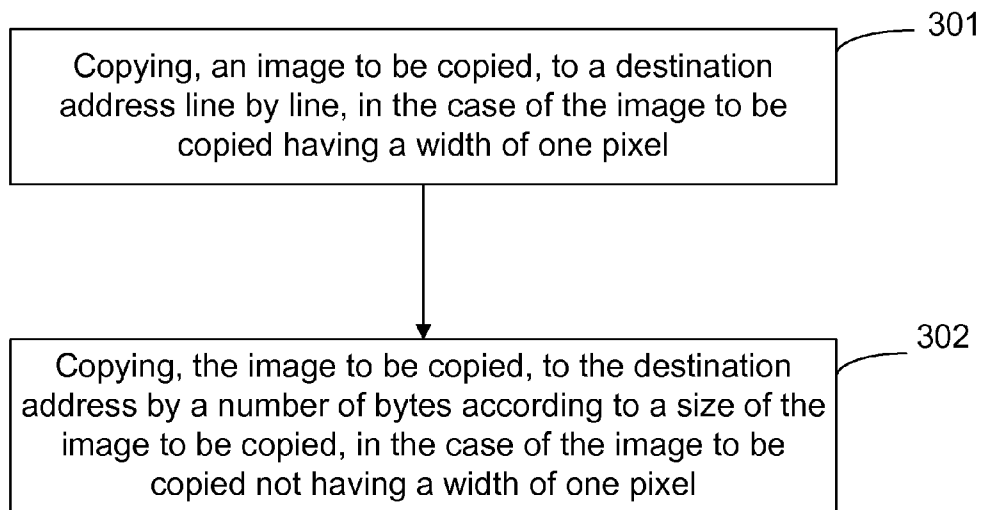 301
Copying, an image to be copied, to a destination
address line by line, in the case of the image to be
copied having a width of one pixel
302
Copying, the image to be copied, to the destination
address by a number of bytes according to a size of the
image to be copied, in the case of the image to be
copied not having a width of one pixel